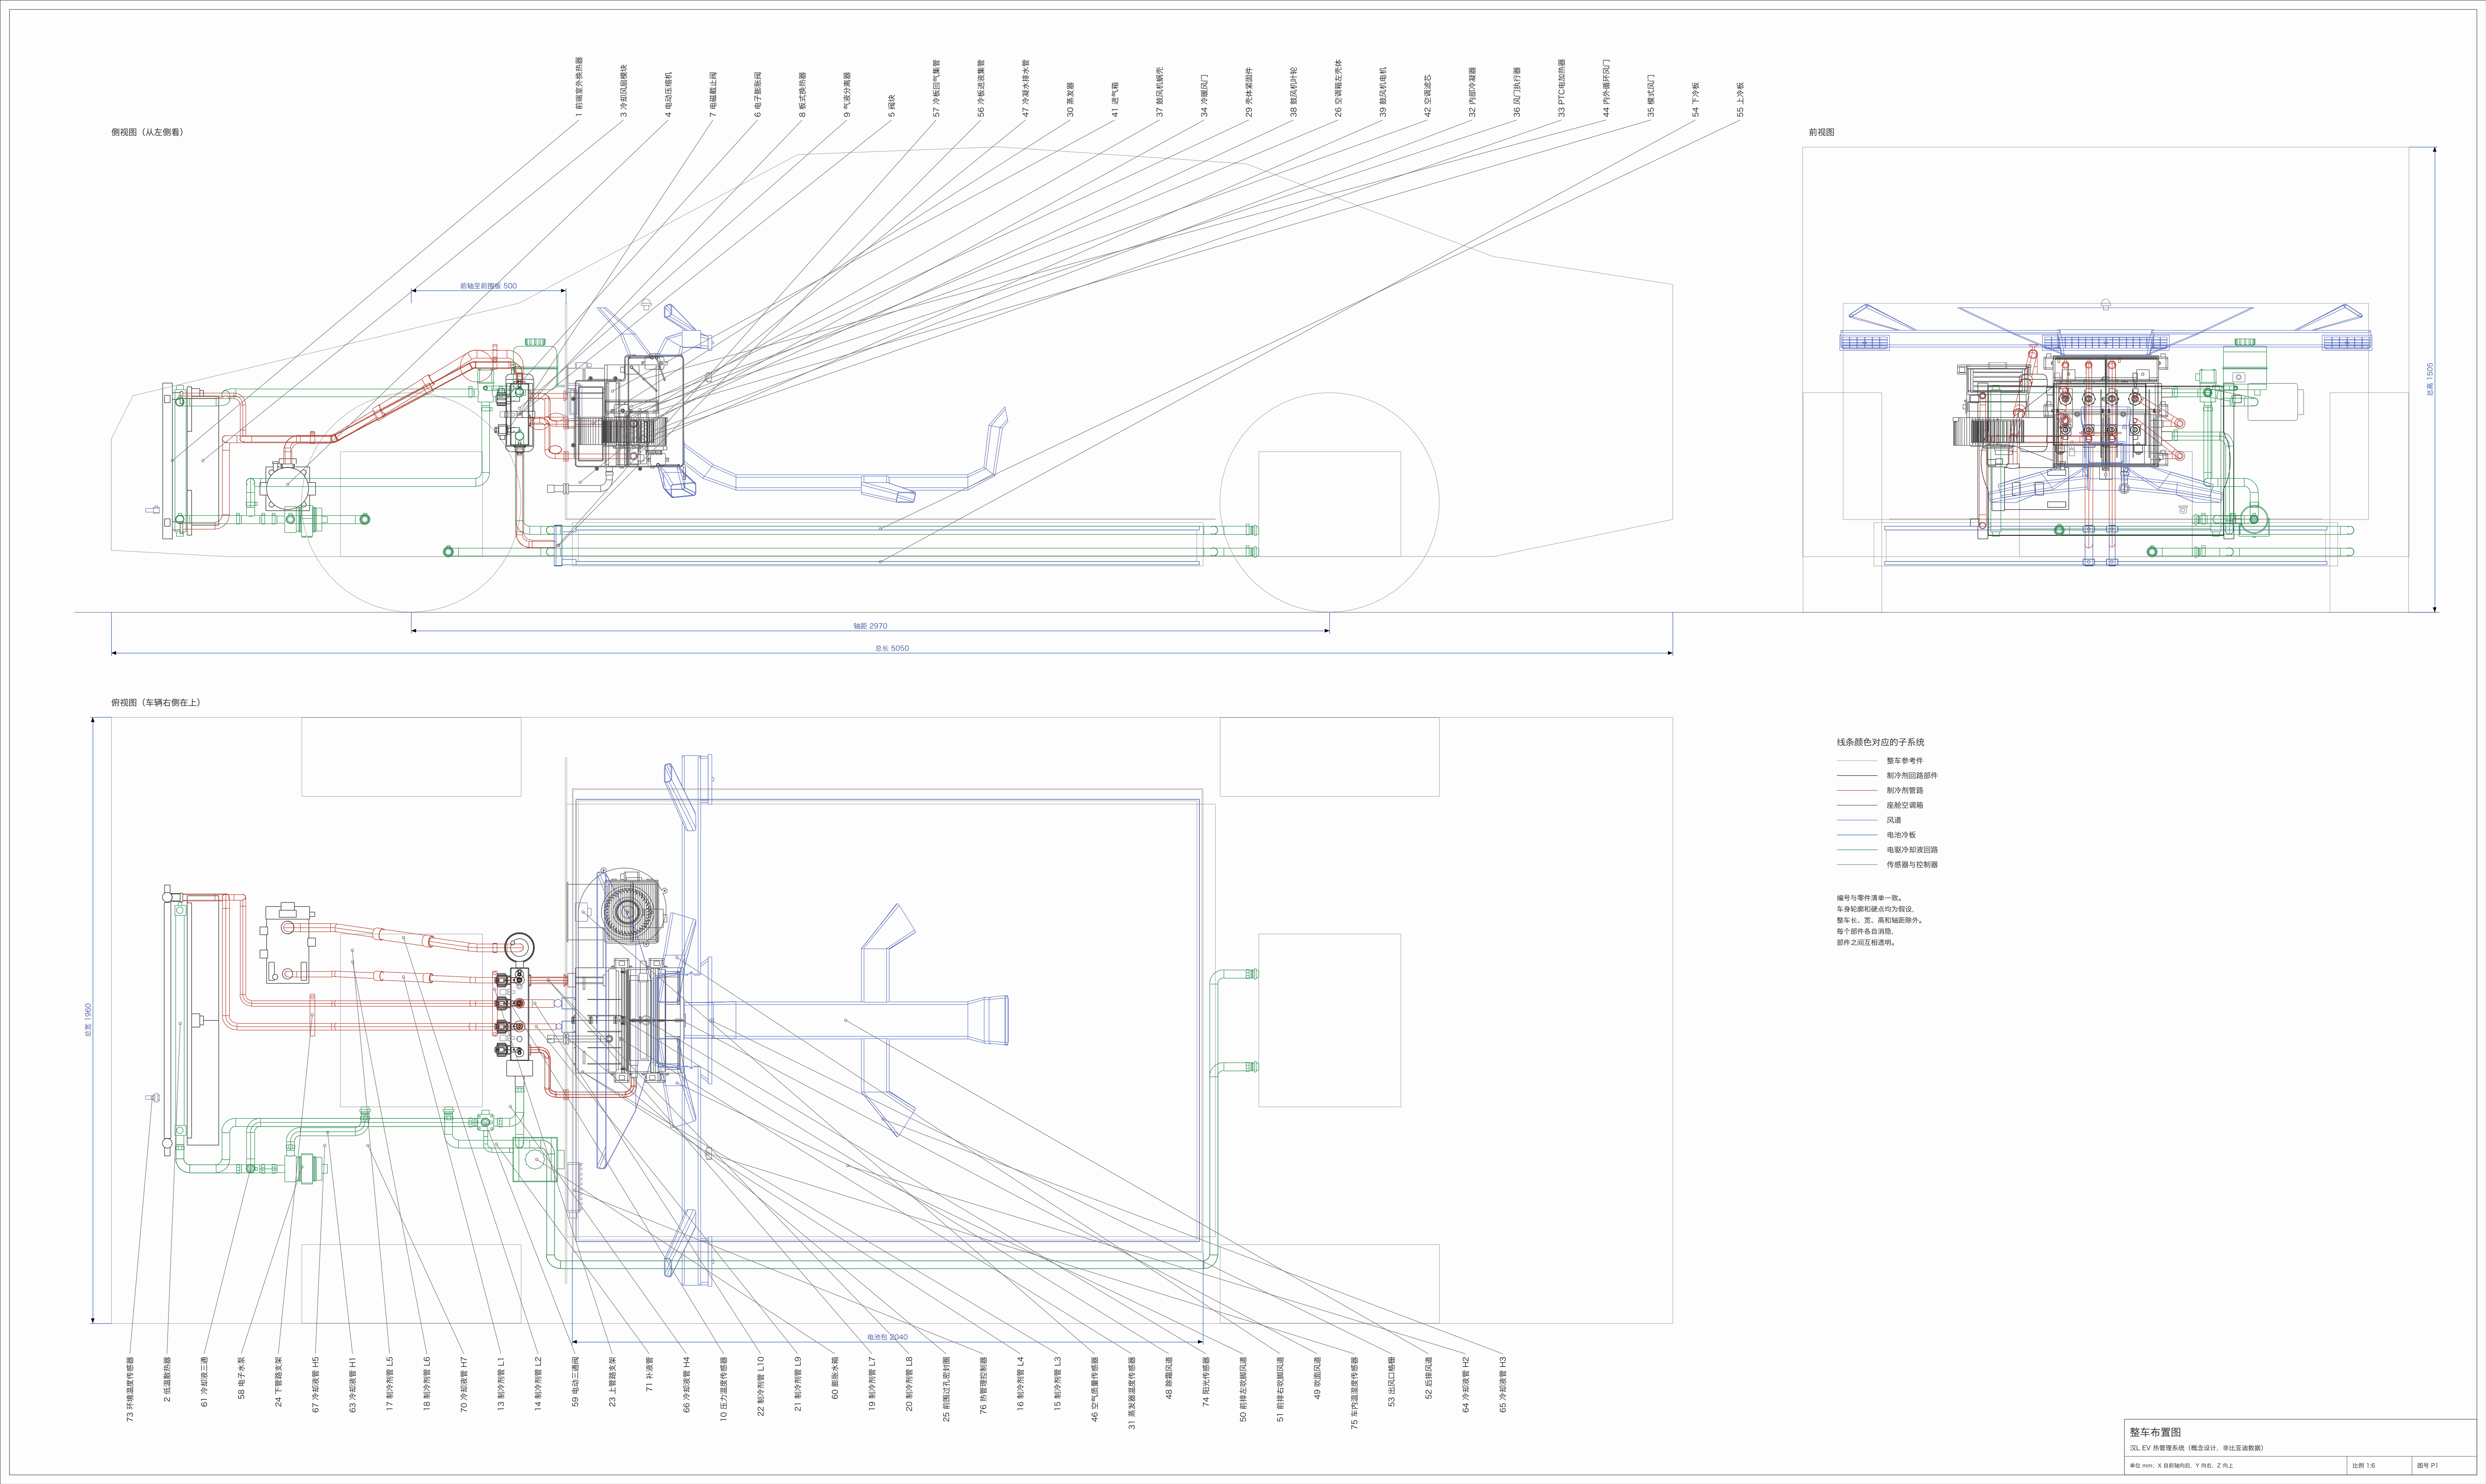 侧视图（从左侧看）
1 前端室外换热器
3 冷却风扇模块
4 电动压缩机
7 电磁截止阀
6 电子膨胀阀
8 板式换热器
9 气液分离器
5 阀块
57 冷板回气集管
56 冷板进液集管
47 冷凝水排水管
30 蒸发器
41 进气箱
37 鼓风机蜗壳
34 冷暖风门
29 壳体紧固件
38 鼓风机叶轮
26 空调箱左壳体
39 鼓风机电机
42 空调滤芯
32 内部冷凝器
36 风门执行器
33 PTC电加热器
44 内外循环风门
35 模式风门
54 下冷板
55 上冷板
前视图
前轴至前围板 500
总高 1505
轴距 2970
总长 5050
俯视图（车辆右侧在上）
总宽 1960
电池包 2040
线条颜色对应的子系统
整车参考件
制冷剂回路部件
制冷剂管路
座舱空调箱
风道
电池冷板
电驱冷却液回路
传感器与控制器
编号与零件清单一致。
车身轮廓和硬点均为假设，
整车长、宽、高和轴距除外。
每个部件各自消隐，
部件之间互相透明。
73 环境温度传感器
2 低温散热器
61 冷却液三通
58 电子水泵
24 下管路支架
67 冷却液管 H5
63 冷却液管 H1
17 制冷剂管 L5
18 制冷剂管 L6
70 冷却液管 H7
13 制冷剂管 L1
14 制冷剂管 L2
59 电动三通阀
23 上管路支架
71 补液管
66 冷却液管 H4
10 压力温度传感器
22 制冷剂管 L10
21 制冷剂管 L9
60 膨胀水箱
19 制冷剂管 L7
20 制冷剂管 L8
25 前围过孔密封圈
76 热管理控制器
16 制冷剂管 L4
15 制冷剂管 L3
46 空气质量传感器
31 蒸发器温度传感器
48 除霜风道
74 阳光传感器
50 前排左吹脚风道
51 前排右吹脚风道
49 吹面风道
75 车内温湿度传感器
53 出风口格栅
52 后排风道
64 冷却液管 H2
65 冷却液管 H3
整车布置图
汉L EV 热管理系统（概念设计，非比亚迪数据）
单位 mm；X 自前轴向后，Y 向右，Z 向上
比例 1:6
图号 P1